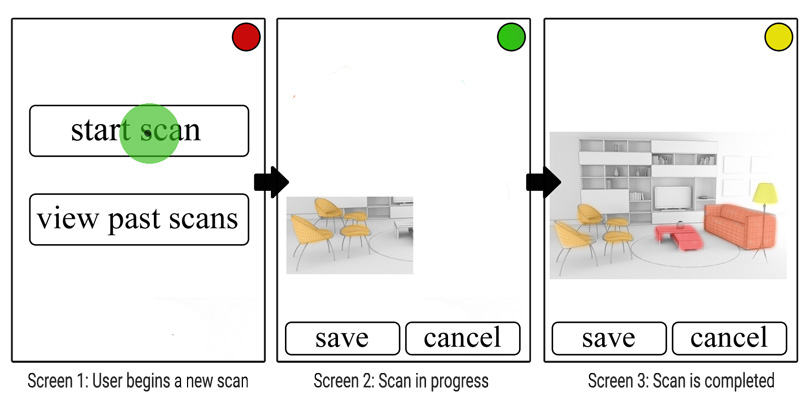 start scan
view past scans
save
cancel
save
cancel
Screen 1: User begins a new scan
Screen 2: Scan in progress
Screen 3: Scan is completed